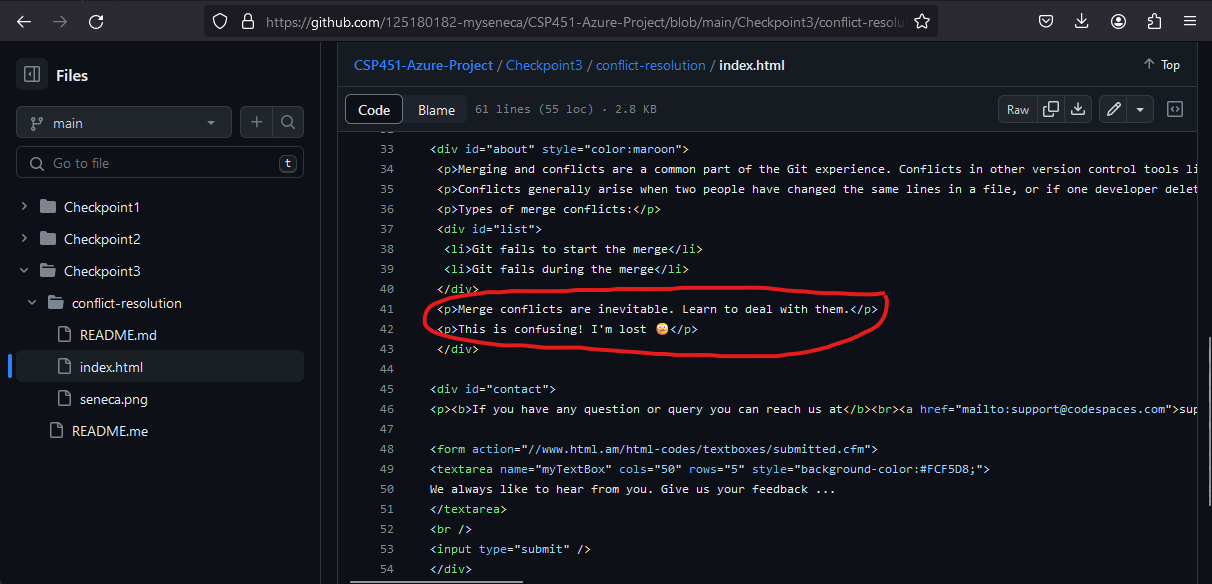 https://github.com/125180182-myseneca/CSP451-Azure-Project/blob/main/Checkpoint3/conflict-resolu
Files
main
Go to file
t
Checkpoint1
Checkpoint2
Checkpoint3
conflict-resolution
README.md
index.html
seneca.png
README.me
CSP451-Azure-Project / Checkpoint3 / conflict-resolution / index.html
Top
Code Blame 61 lines (55 loc) · 2.8 KB Raw
33 <div id="about" style="color:maroon">
34 <p>Merging and conflicts are a common part of the Git experience. Conflicts in other version control tools li
35 <p>Conflicts generally arise when two people have changed the same lines in a file, or if one developer delet
36 <p>Types of merge conflicts:</p>
37 <div id="list">
38 <li>Git fails to start the merge</li>
39 <li>Git fails during the merge</li>
40 </div>
41 <p>Merge conflicts are inevitable. Learn to deal with them.</p>
42 <p>This is confusing! I'm lost 😕</p>
43 </div>
44
45 <div id="contact">
46 <p><b>If you have any question or query you can reach us at</b><br><a href="mailto:support@codespaces.com">sup
47
48 <form action="//www.html.am/html-codes/textboxes/submitted.cfm">
49 <textarea name="myTextBox" cols="50" rows="5" style="background-color:#FCF5D8;">
50 We always like to hear from you. Give us your feedback ...
51 </textarea>
52 <br />
53 <input type="submit" />
54 </div>